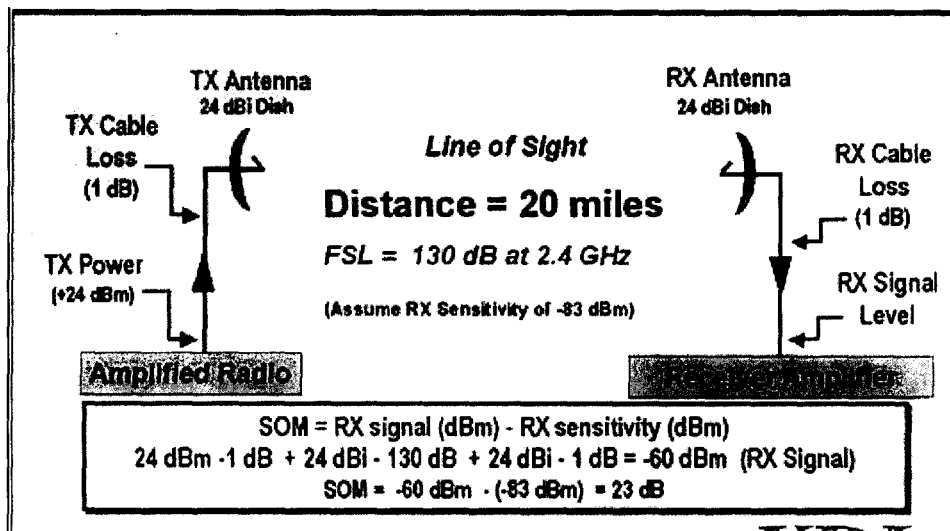 TX Antenna
24 dBi Dish
RX Antenna
24 dBi Dish
TX Cable
Loss
(1 dB)
Line of Sight
RX Cable
Loss
(1 dB)
Distance = 20 miles
FSL = 130 dB at 2.4 GHz
TX Power
(+24 dBm)
(Assume RX Sensitivity of -83 dBm)
RX Signal
Level
Amplified Radio
SOM = RX signal (dBm) - RX sensitivity (dBm)
24 dBm -1 dB + 24 dBi - 130 dB + 24 dBi - 1 dB = -60 dBm (RX Signal)
SOM = -60 dBm - (-83 dBm) = 23 dB